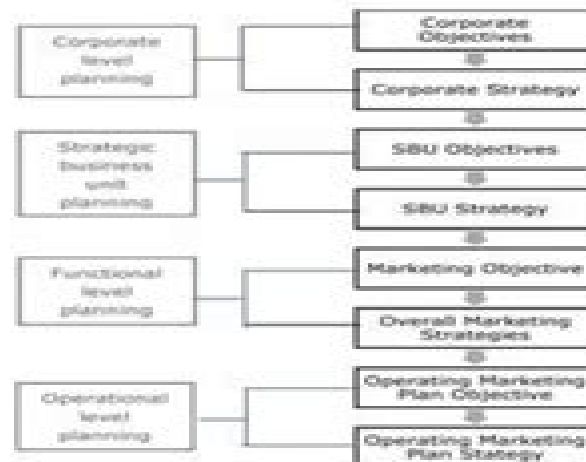 Corporate
level
planning
Corporate
Objectives
Corporate Strategy
Strategic
business
unit
planning
SBU Objectives
SBU Strategy
Functional
level
planning
Marketing Objective
Overall Marketing
Strategies
Operational
level
planning
Operating Marketing
Plan Objective
Operating Marketing
Plan Stategy